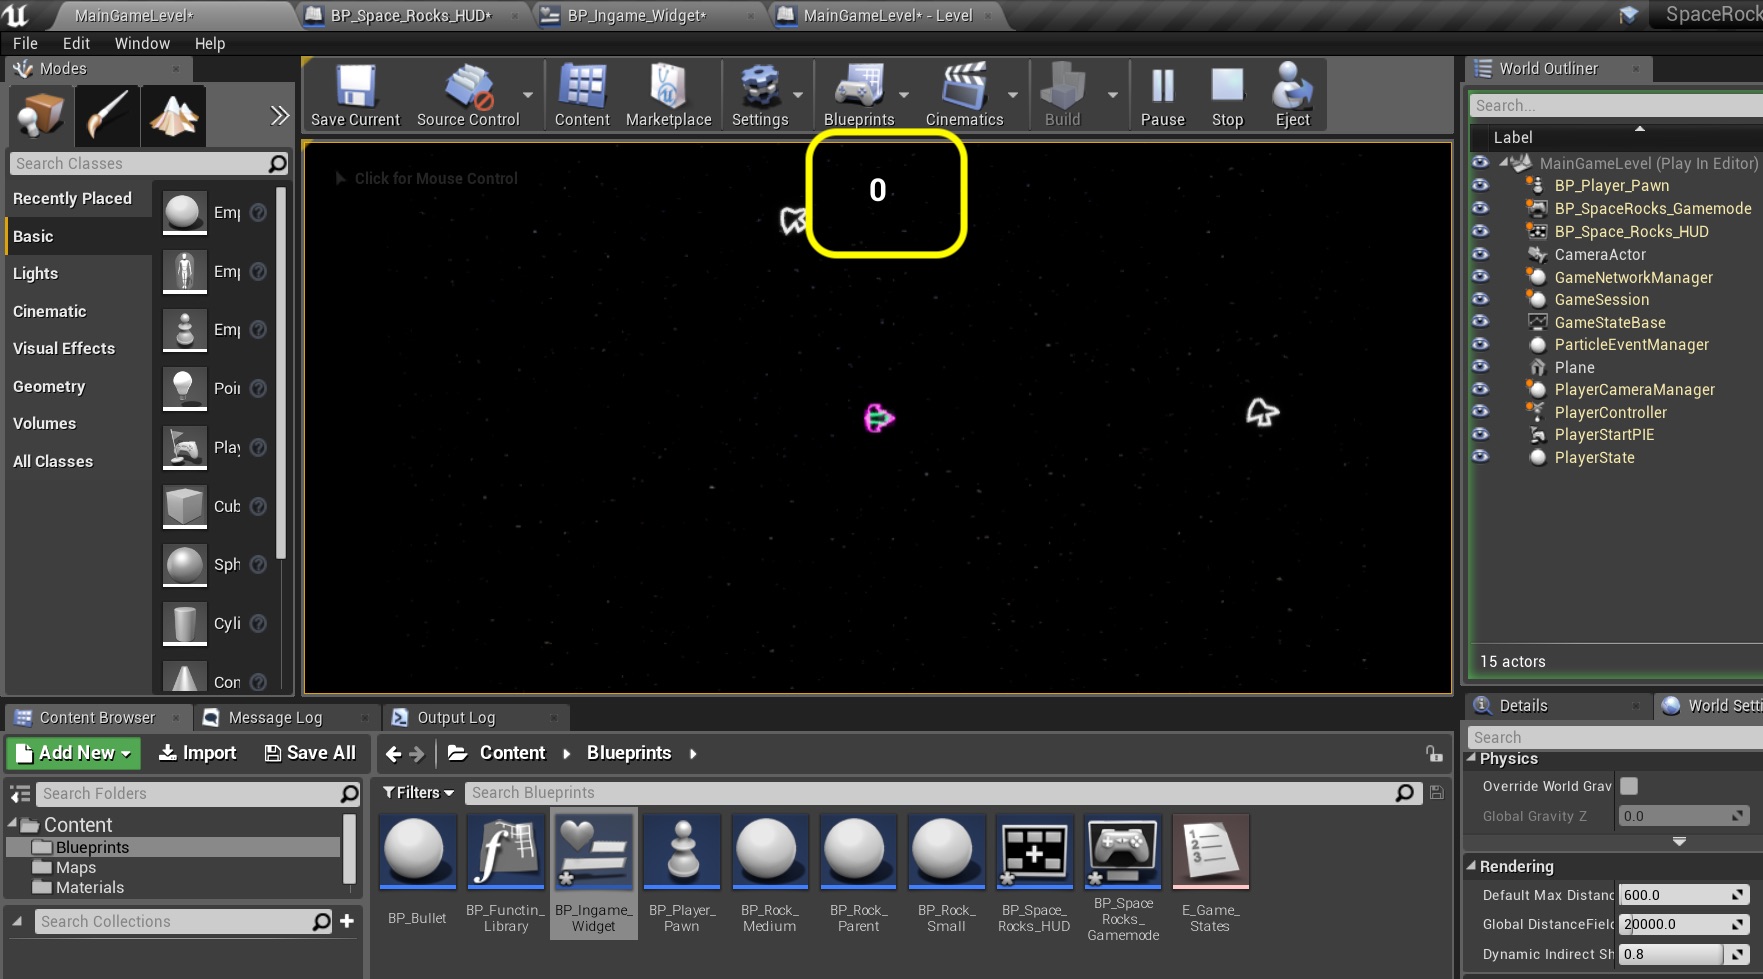 MainGameLevel*
BP_Space_Rocks_HUD*
BP_Ingame_Widget*
MainGameLevel* - Level
SpaceRock
File Edit Window Help
Modes
Search Classes
Recently Placed
Basic
Lights
Cinematic
Visual Effects
Geometry
Volumes
All Classes
Emp
Emp
Emp
Poin
Play
Cub
Sph
Cyli
Con
Save Current
Source Control
Content
Marketplace
Settings
Blueprints
Cinematics
Build
Pause
Stop
Eject
Click for Mouse Control
0
World Outliner
Search...
Label
MainGameLevel (Play In Editor)
BP_Player_Pawn
BP_SpaceRocks_Gamemode
BP_Space_Rocks_HUD
CameraActor
GameNetworkManager
GameSession
GameStateBase
ParticleEventManager
Plane
PlayerCameraManager
PlayerController
PlayerStartPIE
PlayerState
15 actors
Content Browser
Message Log
Output Log
Add New
Import
Save All
Content
Blueprints
Search Folders
Content
Blueprints
Maps
Materials
Search Collections
Filters
Search Blueprints
BP_Bullet
BP_Functin_
Library
BP_Ingame_
Widget
BP_Player_
Pawn
BP_Rock_
Medium
BP_Rock_
Parent
BP_Rock_
Small
BP_Space_
Rocks_HUD
BP_Space
Rocks_
Gamemode
E_Game_
States
Details
World Setti
Search
Physics
Override World Grav
Global Gravity Z 0.0
Rendering
Default Max Distanc 600.0
Global DistanceField 20000.0
Dynamic Indirect Sh 0.8